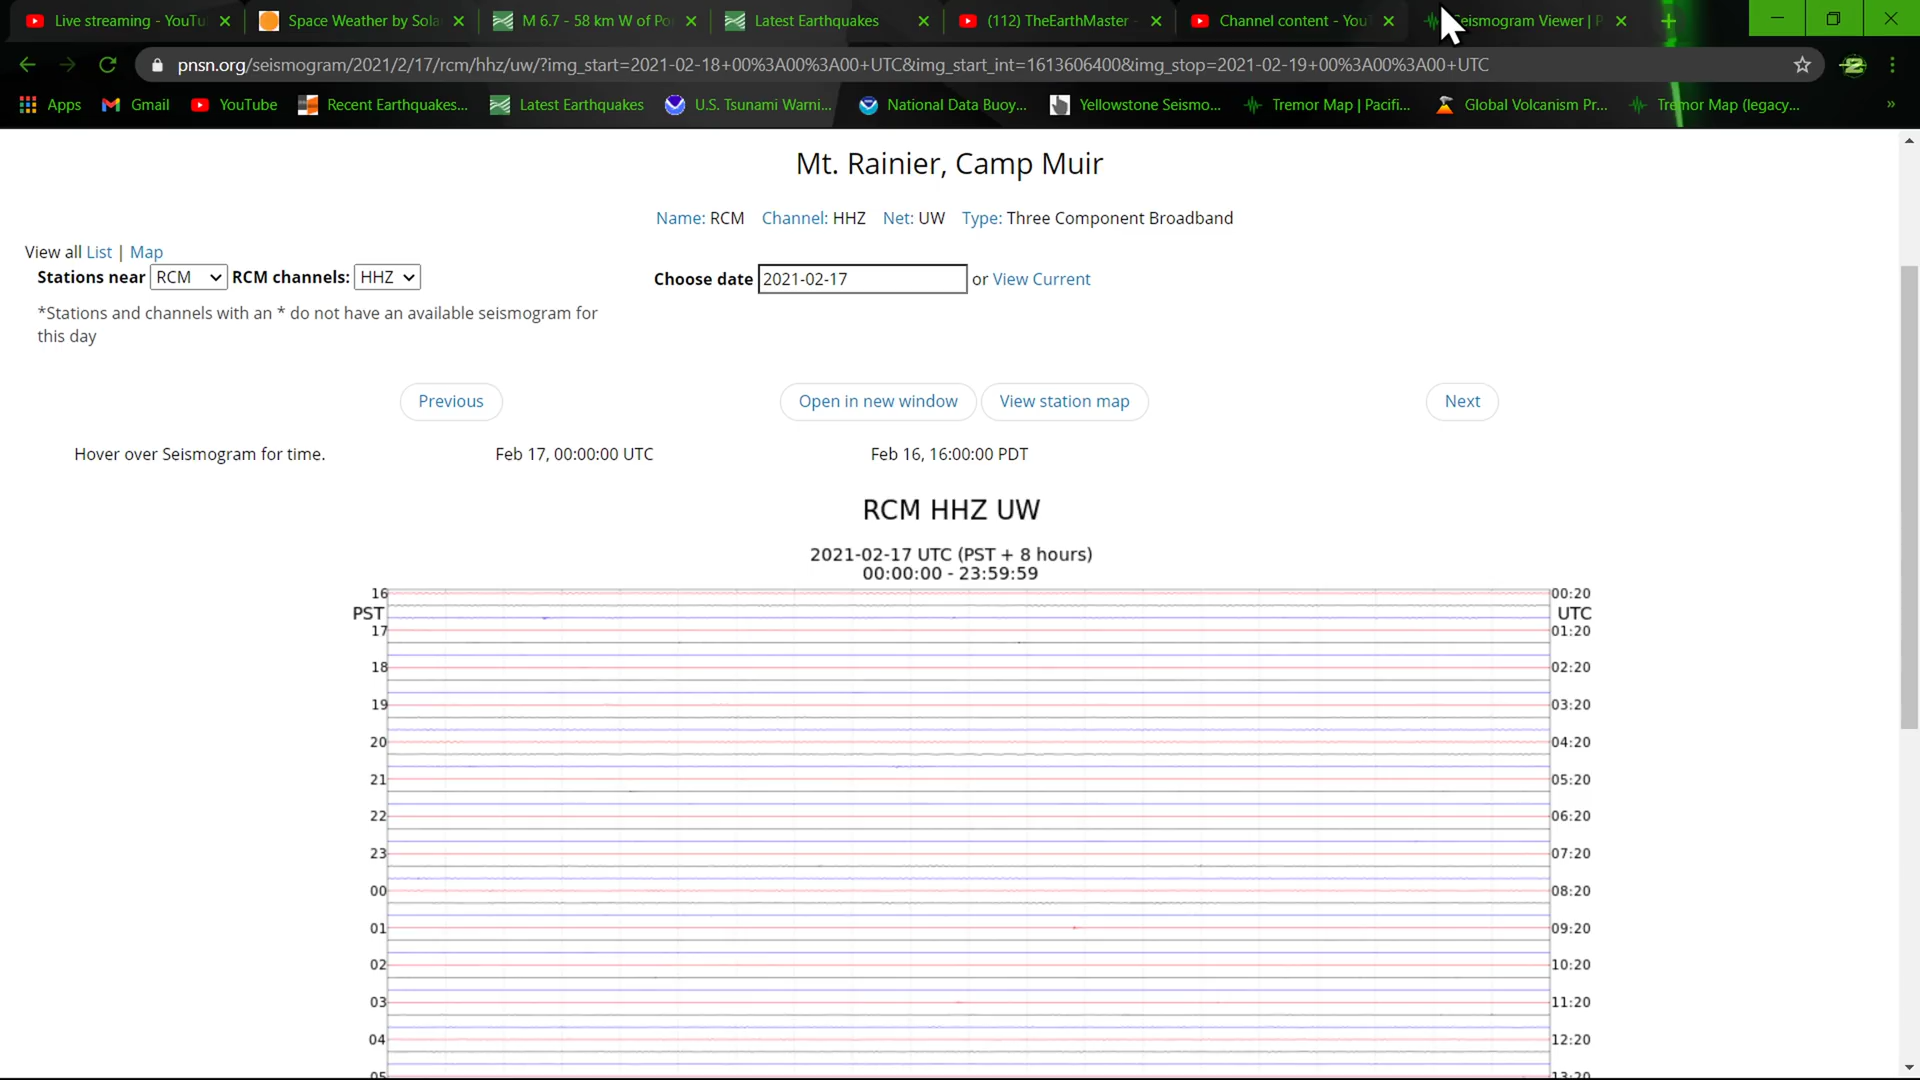 Live streaming - YouTu
Space Weather by Sola
M 6.7 - 58 km W of Po
Latest Earthquakes
(112) TheEarthMaster -
Channel content - You
Seismogram Viewer | P
pnsn.org/seismogram/2021/2/17/rcm/hhz/uw/?img_start=2021-02-18+00%3A00%3A00+UTC&img_start_int=1613606400&img_stop=2021-02-19+00%3A00%3A00+UTC
Apps
Gmail
YouTube
Recent Earthquakes...
Latest Earthquakes
U.S. Tsunami Warni...
National Data Buoy...
Yellowstone Seismo...
Tremor Map | Pacifi...
Global Volcanism Pr...
Tremor Map (legacy...
»
Mt. Rainier, Camp Muir
Name: RCM Channel: HHZ Net: UW Type: Three Component Broadband
View all List | Map
Stations near RCM RCM channels: HHZ
Choose date 2021-02-17 or View Current
*Stations and channels with an * do not have an available seismogram for
this day
Previous
Open in new window
View station map
Next
Hover over Seismogram for time.
Feb 17, 00:00:00 UTC
Feb 16, 16:00:00 PDT
RCM HHZ UW
2021-02-17 UTC (PST + 8 hours)
00:00:00 - 23:59:59
16 00:20
PST UTC
17 01:20
18 02:20
19 03:20
20 04:20
21 05:20
22 06:20
23 07:20
00 08:20
01 09:20
02 10:20
03 11:20
04 12:20
05 13:20